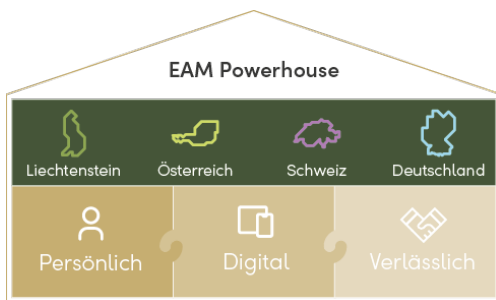 EAM Powerhouse
Liechtenstein Österreich Schweiz Deutschland
Persönlich Digital Verlässlich